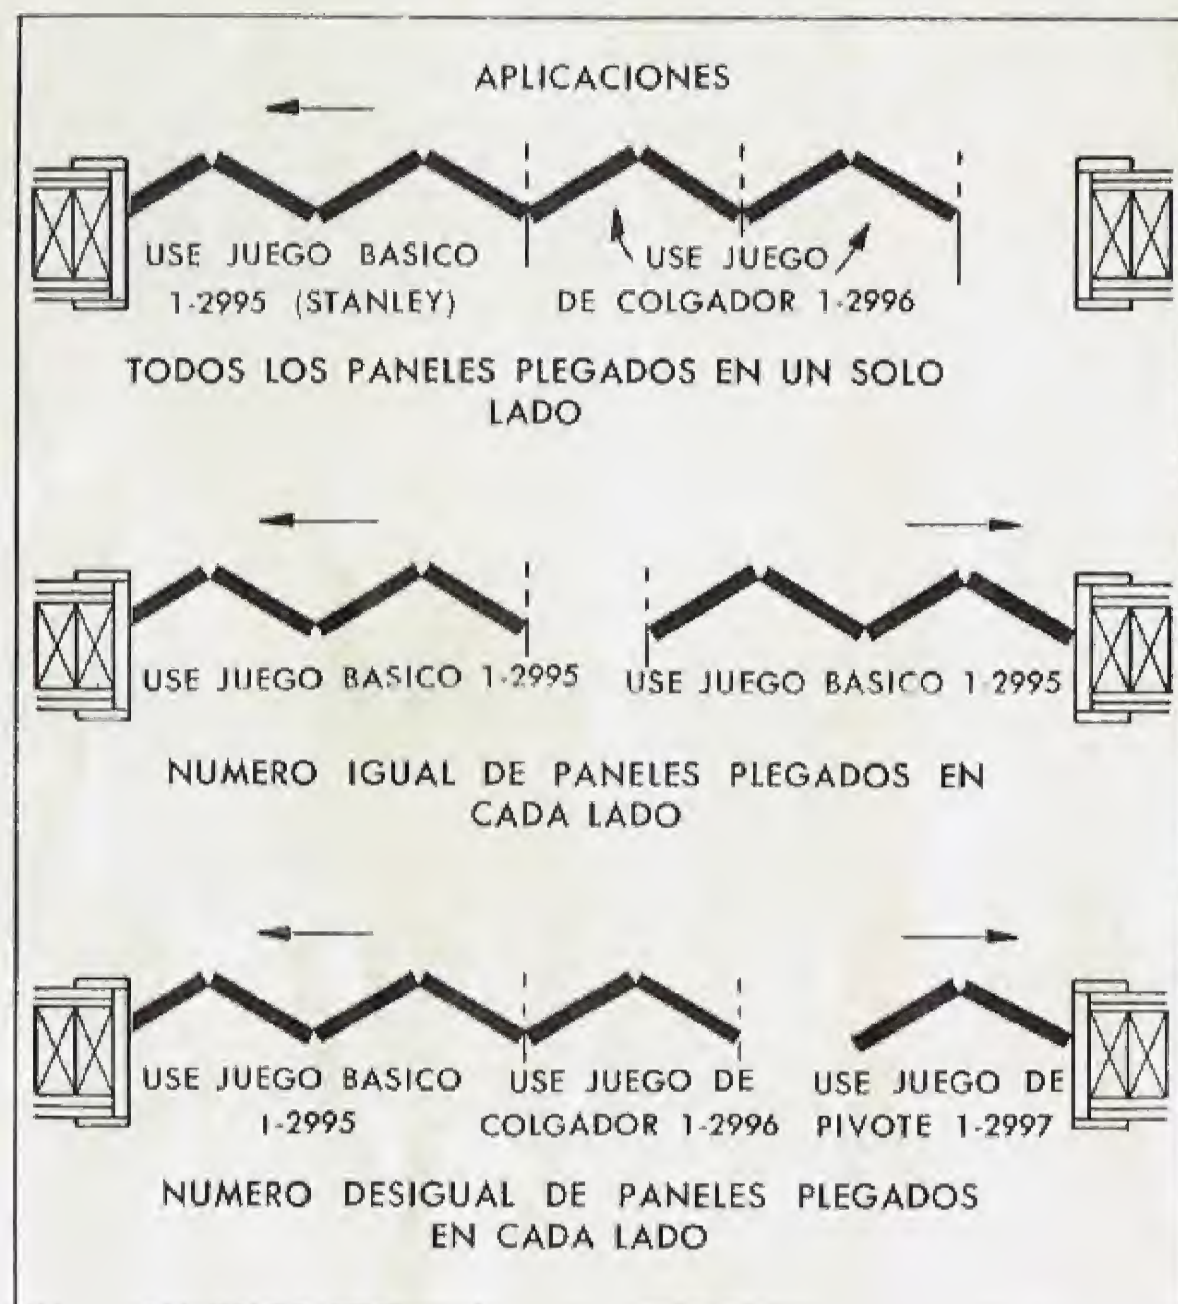 APLICACIONES
USE JUEGO BASICO
1-2995 (STANLEY)
USE JUEGO
DE COLGADOR 1-2996
TODOS LOS PANELES PLEGADOS EN UN SOLO
LADO
USE JUEGO BASICO 1-2995
USE JUEGO BASICO 1-2995
NUMERO IGUAL DE PANELES PLEGADOS EN
CADA LADO
USE JUEGO BASICO
1-2995
USE JUEGO DE
COLGADOR 1-2996
USE JUEGO DE
PIVOTE 1-2997
NUMERO DESIGUAL DE PANELES PLEGADOS
EN CADA LADO